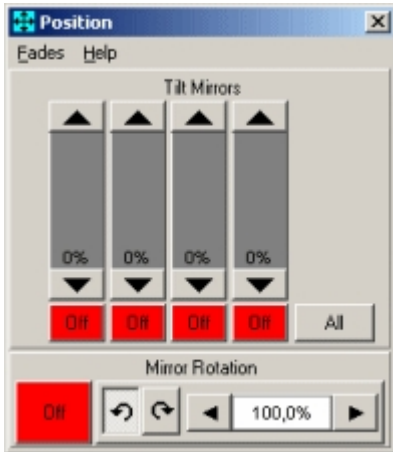 Position
Fades Help
Tilt Mirrors
0% 0% 0% 0%
Off Off Off Off All
Mirror Rotation
Off 100,0%